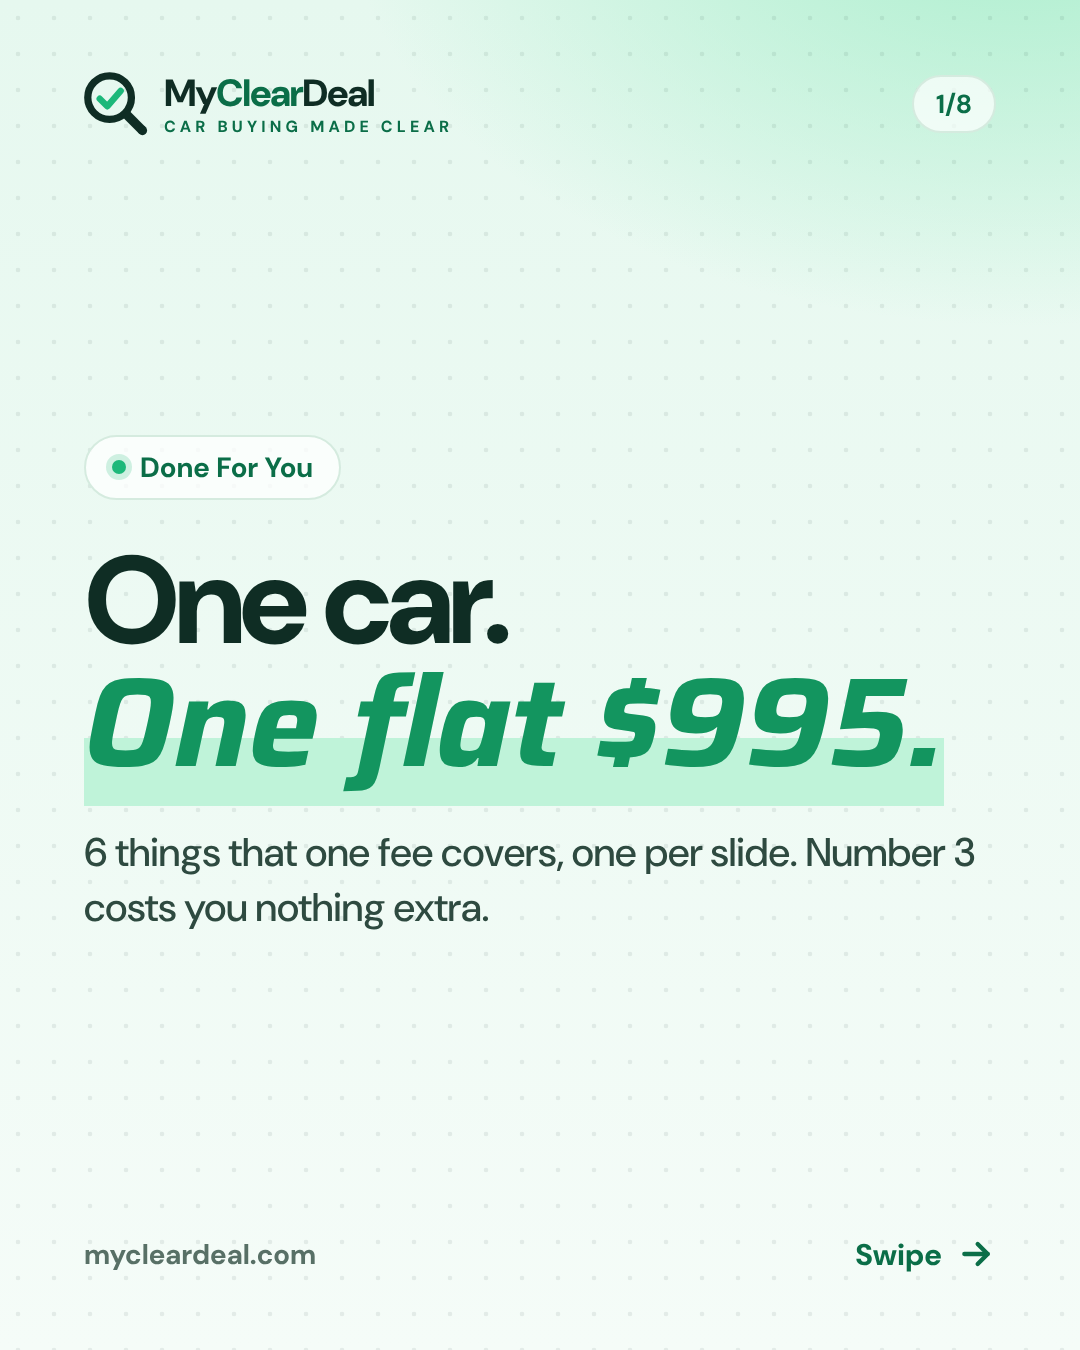 MyClearDeal
CAR BUYING MADE CLEAR
1/8
Done For You
One car.
One flat $995.
6 things that one fee covers, one per slide. Number 3
costs you nothing extra.
mycleardeal.com
Swipe →